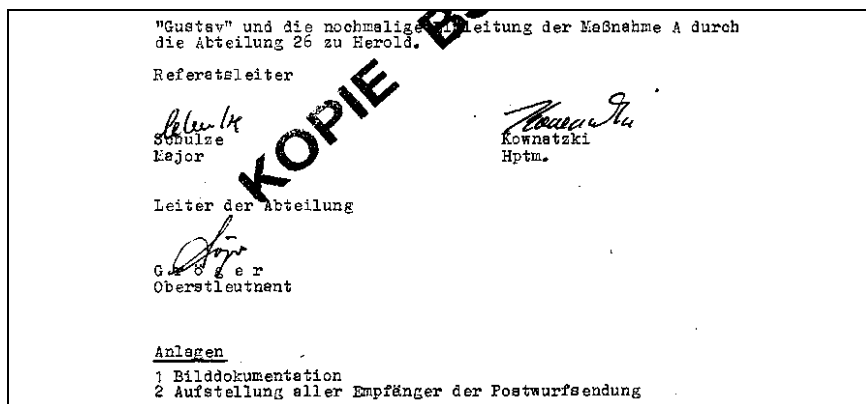 "Gustav" und die nochmalige Einleitung der Maßnahme A durch
die Abteilung 26 zu Herold.
Referatsleiter
Schulze
Major
Kownatzki
Hptm.
KOPIE
Leiter der Abteilung
G r ö g e r
Oberstleutnant
Anlagen
1 Bilddokumentation
2 Aufstellung aller Empfänger der Postwurfsendung